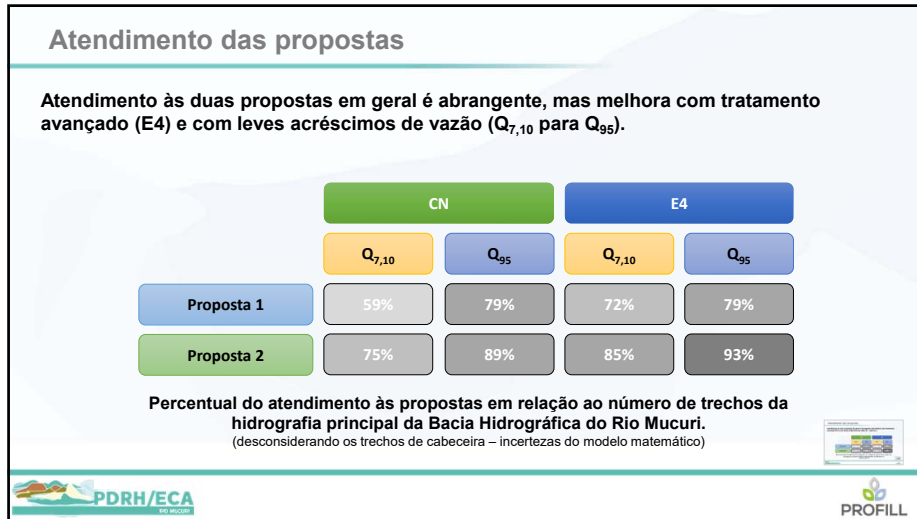 Atendimento das propostas
Atendimento às duas propostas em geral é abrangente, mas melhora com tratamento
avançado (E4) e com leves acréscimos de vazão (Q7,10 para Q95).
CN E4
Q7,10 Q95 Q7,10 Q95
Proposta 1 59% 79% 72% 79%
Proposta 2 75% 89% 85% 93%
Percentual do atendimento às propostas em relação ao número de trechos da
hidrografia principal da Bacia Hidrográfica do Rio Mucuri.
(desconsiderando os trechos de cabeceira – incertezas do modelo matemático)
PDRH/ECA
RIO MUCURI
PROFILL